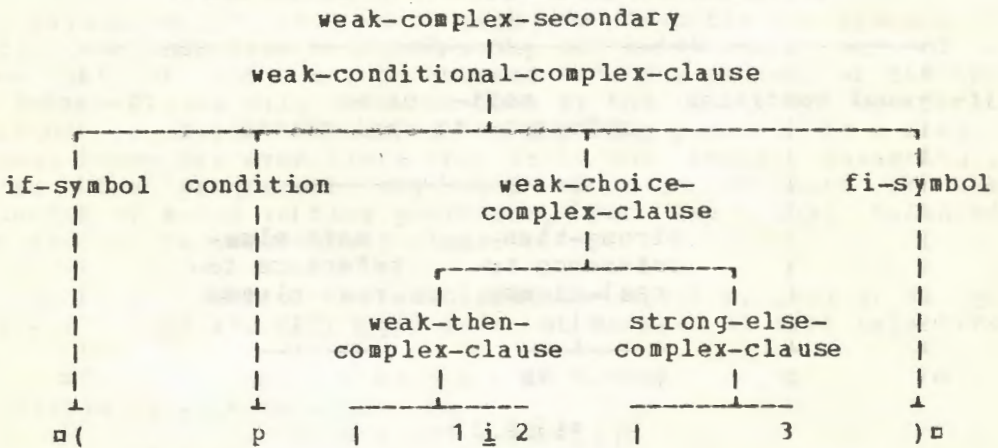 weak-complex-secondary
weak-conditional-complex-clause
if-symbol condition weak-choice- fi-symbol
complex-clause
weak-then- strong-else-
complex-clause complex-clause
¤( p | 1 i 2 | 3 )¤